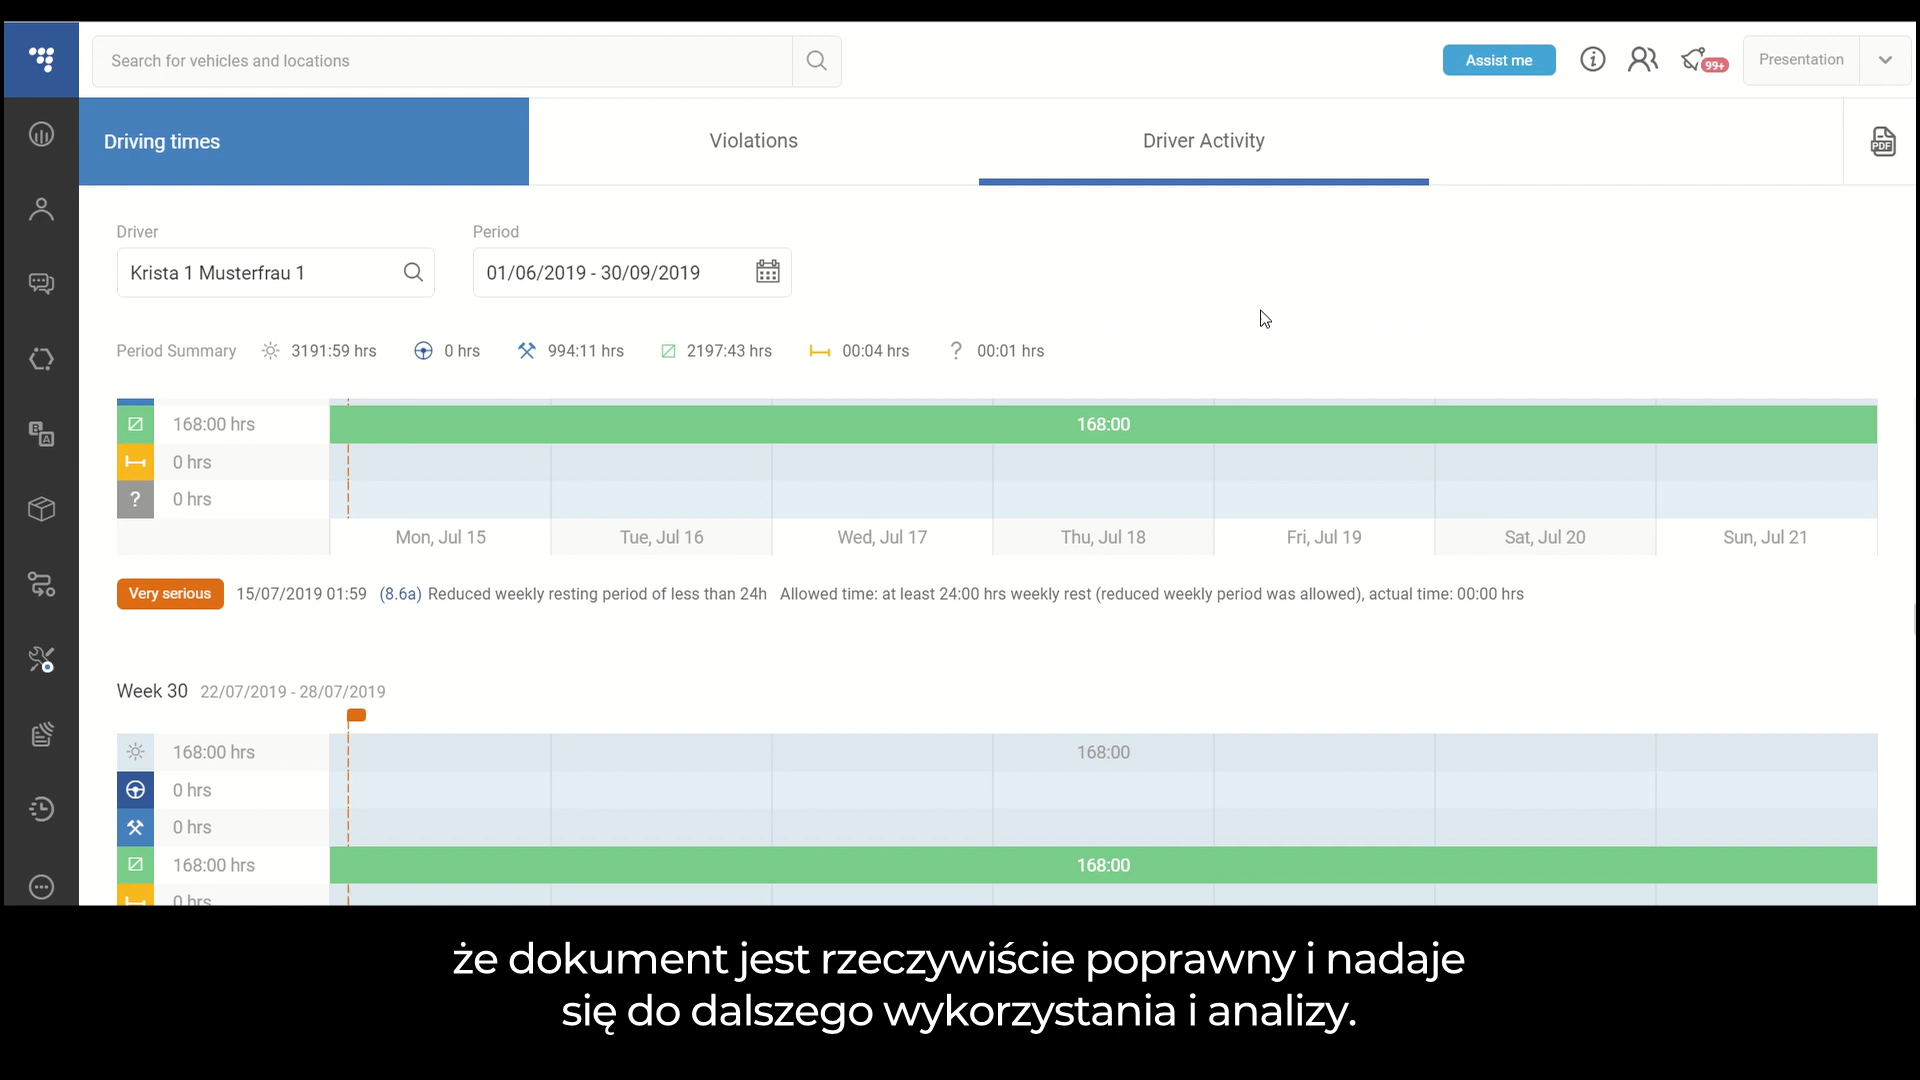 Search for vehicles and locations
Assist me
99+
Presentation
Driving times
Violations
Driver Activity
PDF
Driver
Period
Krista 1 Musterfrau 1
01/06/2019 - 30/09/2019
Period Summary 3191:59 hrs 0 hrs 994:11 hrs 2197:43 hrs 00:04 hrs ? 00:01 hrs
168:00 hrs 168:00
0 hrs
? 0 hrs
Mon, Jul 15 Tue, Jul 16 Wed, Jul 17 Thu, Jul 18 Fri, Jul 19 Sat, Jul 20 Sun, Jul 21
Very serious 15/07/2019 01:59 (8.6a) Reduced weekly resting period of less than 24h Allowed time: at least 24:00 hrs weekly rest (reduced weekly period was allowed), actual time: 00:00 hrs
Week 30 22/07/2019 - 28/07/2019
168:00 hrs 168:00
0 hrs
0 hrs
168:00 hrs 168:00
0 hrs
że dokument jest rzeczywiście poprawny i nadaje
się do dalszego wykorzystania i analizy.